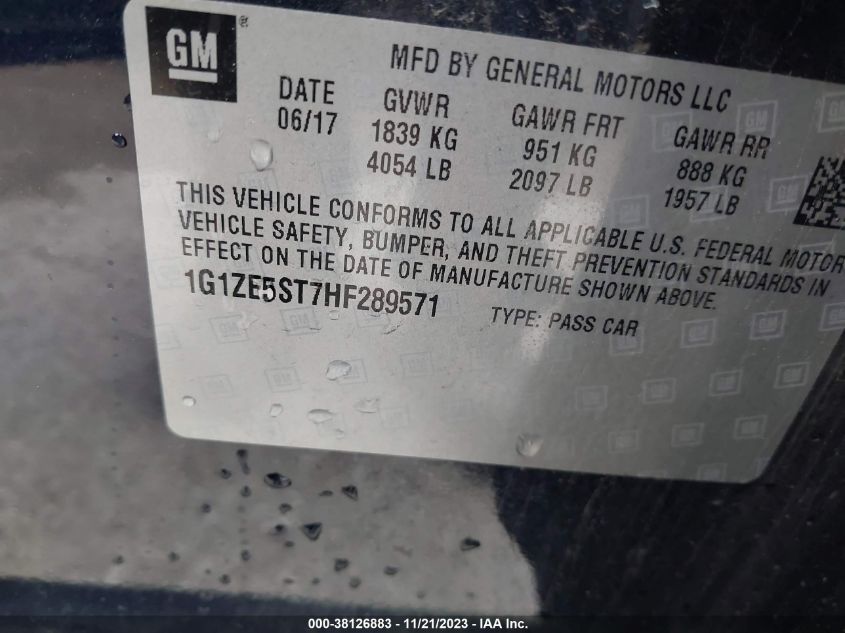 GM®
MFD BY GENERAL MOTORS LLC
DATE GVWR GAWR FRT GAWR RR
06/17 1839 KG 951 KG 888 KG
4054 LB 2097 LB 1957 LB
THIS VEHICLE CONFORMS TO ALL APPLICABLE U.S. FEDERAL MOTOR
VEHICLE SAFETY, BUMPER, AND THEFT PREVENTION STANDARDS IN
EFFECT ON THE DATE OF MANUFACTURE SHOWN ABOVE.
1G1ZE5ST7HF289571 TYPE: PASS CAR
000-38126883 - 11/21/2023 - IAA Inc.